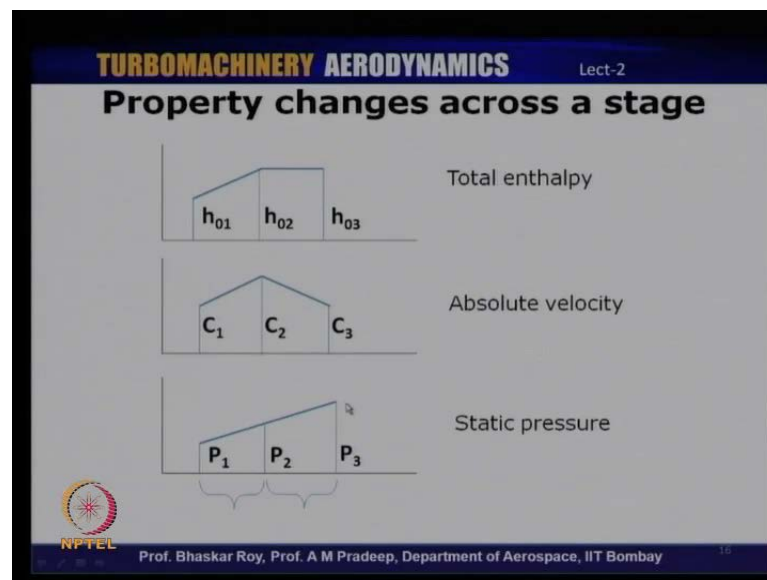 TURBOMACHINERY AERODYNAMICS Lect-2
Property changes across a stage
Total enthalpy
h01 h02 h03
Absolute velocity
C1 C2 C3
Static pressure
P1 P2 P3
NPTEL
Prof. Bhaskar Roy, Prof. A M Pradeep, Department of Aerospace, IIT Bombay
16